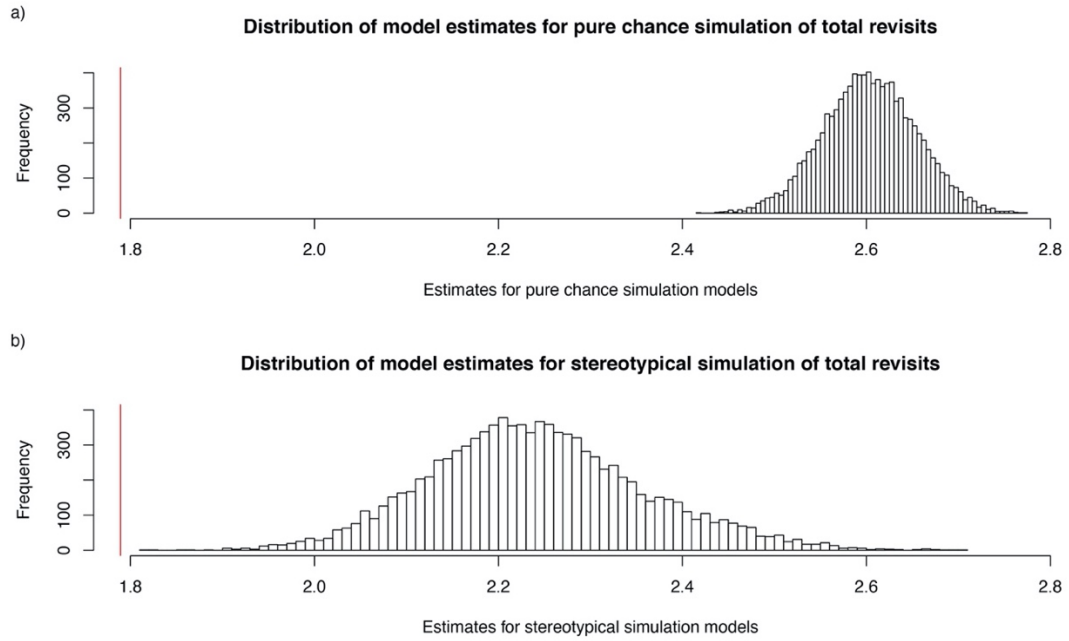 a)
Distribution of model estimates for pure chance simulation of total revisits
Frequency
300
100
0
1.8 2.0 2.2 2.4 2.6 2.8
Estimates for pure chance simulation models
b)
Distribution of model estimates for stereotypical simulation of total revisits
Frequency
300
100
0
1.8 2.0 2.2 2.4 2.6 2.8
Estimates for stereotypical simulation models